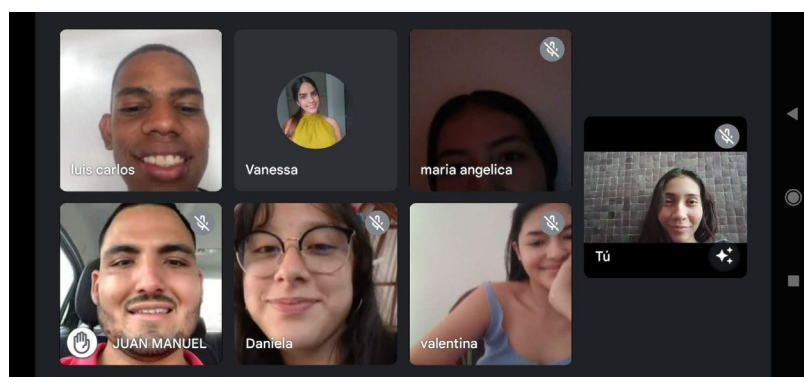 luis carlos
Vanessa
maria angelica
Tú
JUAN MANUEL
Daniela
valentina